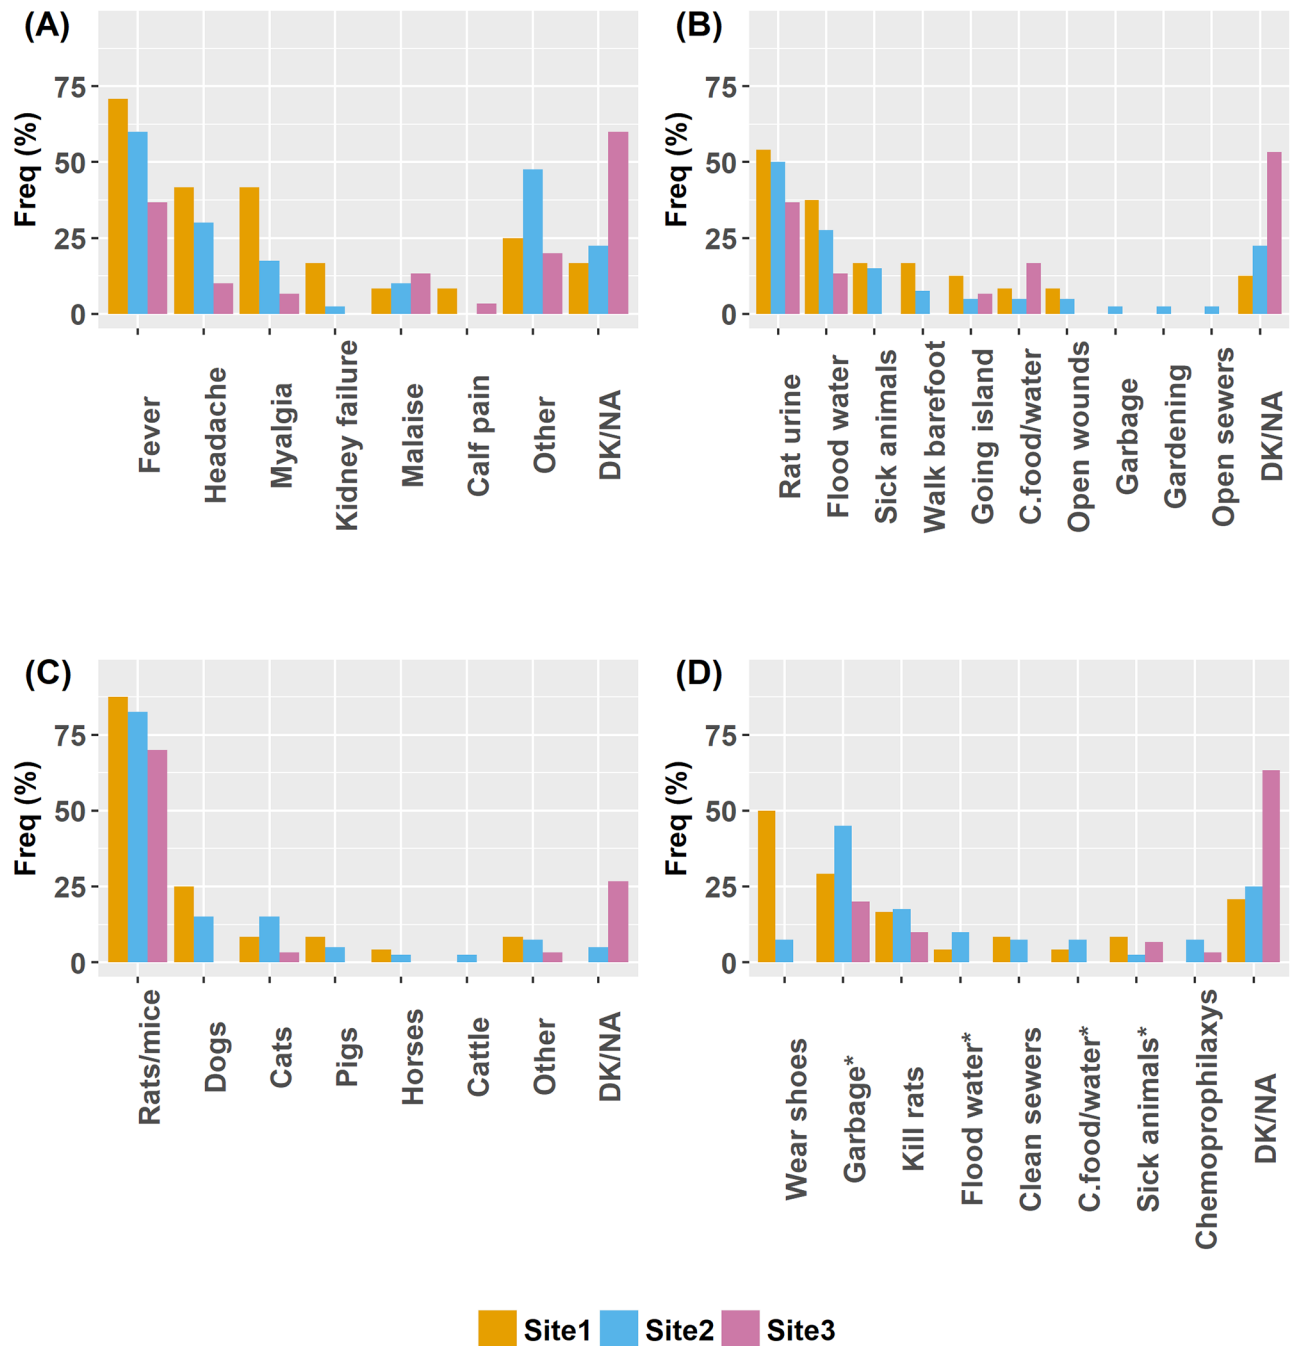 (A)
Freq (%)
75
50
25
0
Fever
Headache
Myalgia
Kidney failure
Malaise
Calf pain
Other
DK/NA
(B)
Freq (%)
75
50
25
0
Rat urine
Flood water
Sick animals
Walk barefoot
Going island
C.food/water
Open wounds
Garbage
Gardening
Open sewers
DK/NA
(C)
Freq (%)
75
50
25
0
Rats/mice
Dogs
Cats
Pigs
Horses
Cattle
Other
DK/NA
(D)
Freq (%)
75
50
25
0
Wear shoes
Garbage*
Kill rats
Flood water*
Clean sewers
C.food/water*
Sick animals*
Chemoprophilaxys
DK/NA
Site1 Site2 Site3